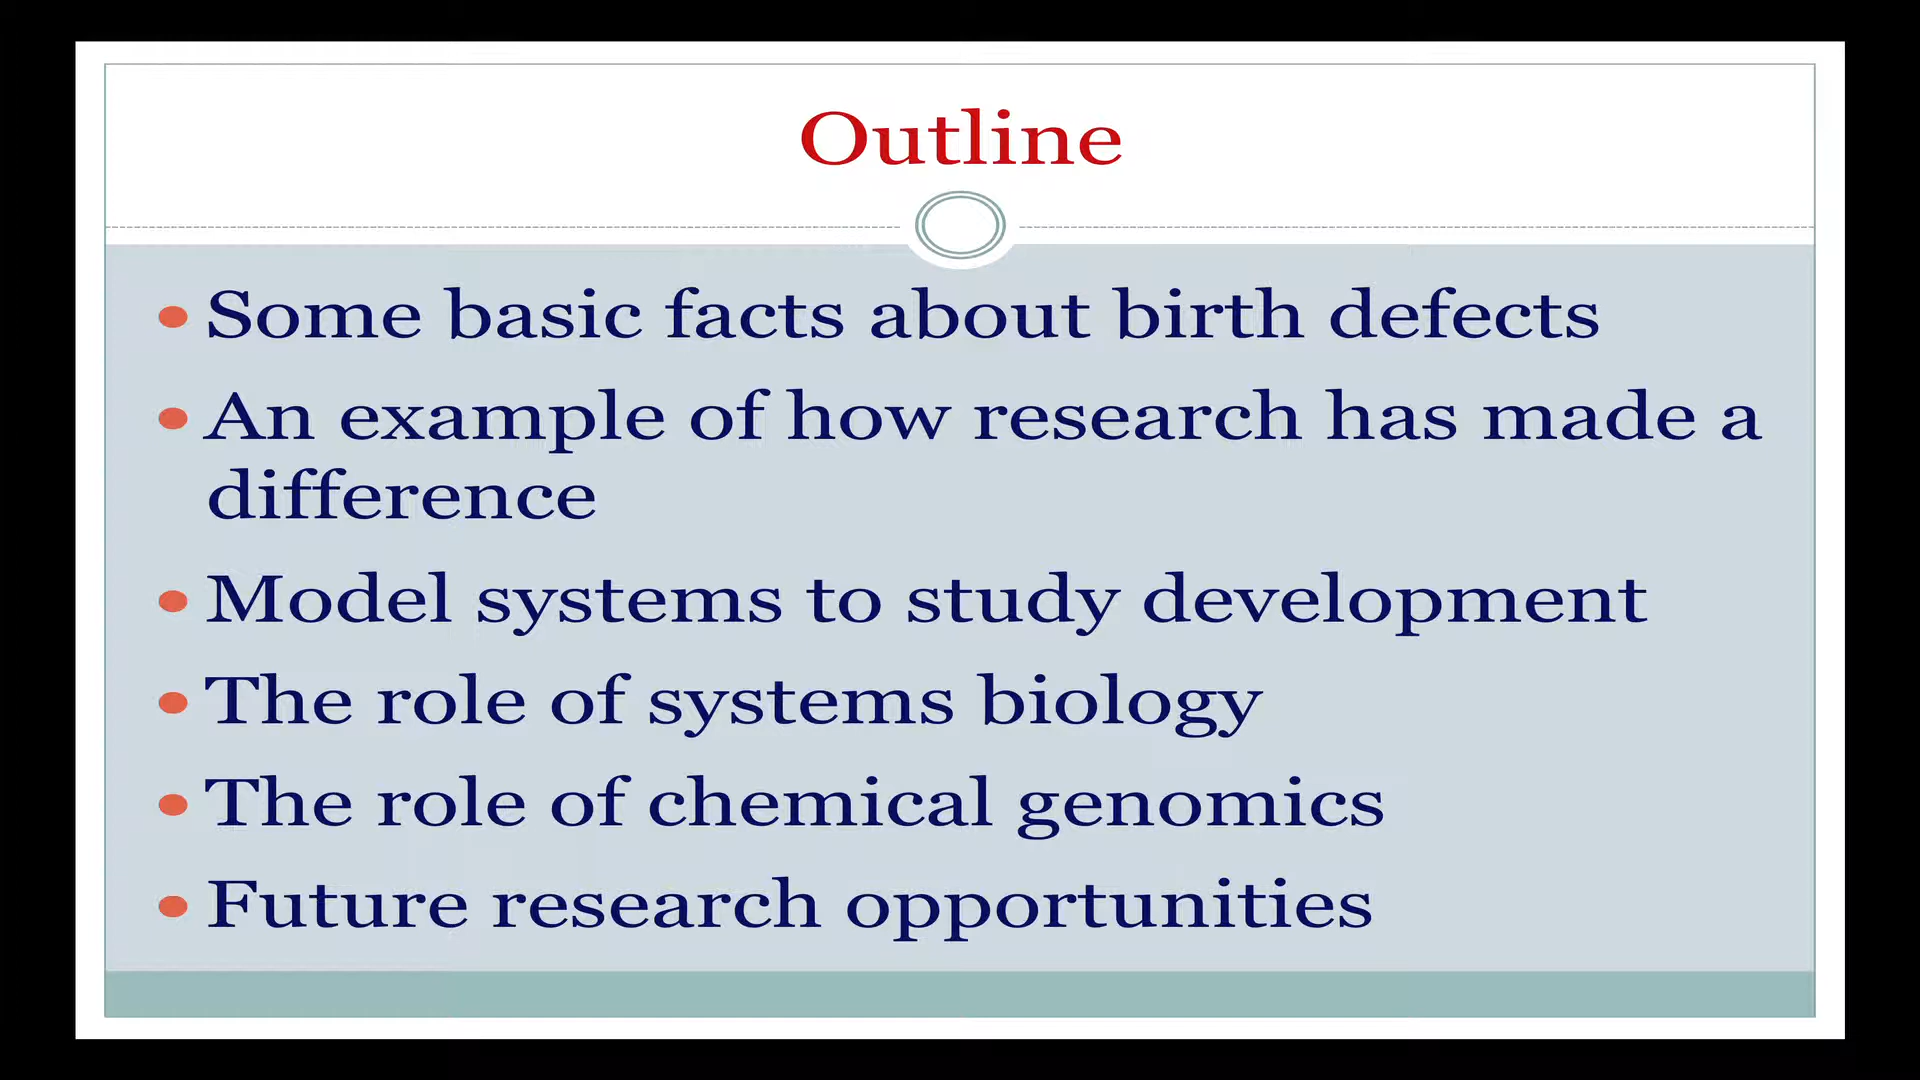 Outline
• Some basic facts about birth defects
• An example of how research has made a
difference
• Model systems to study development
• The role of systems biology
• The role of chemical genomics
• Future research opportunities